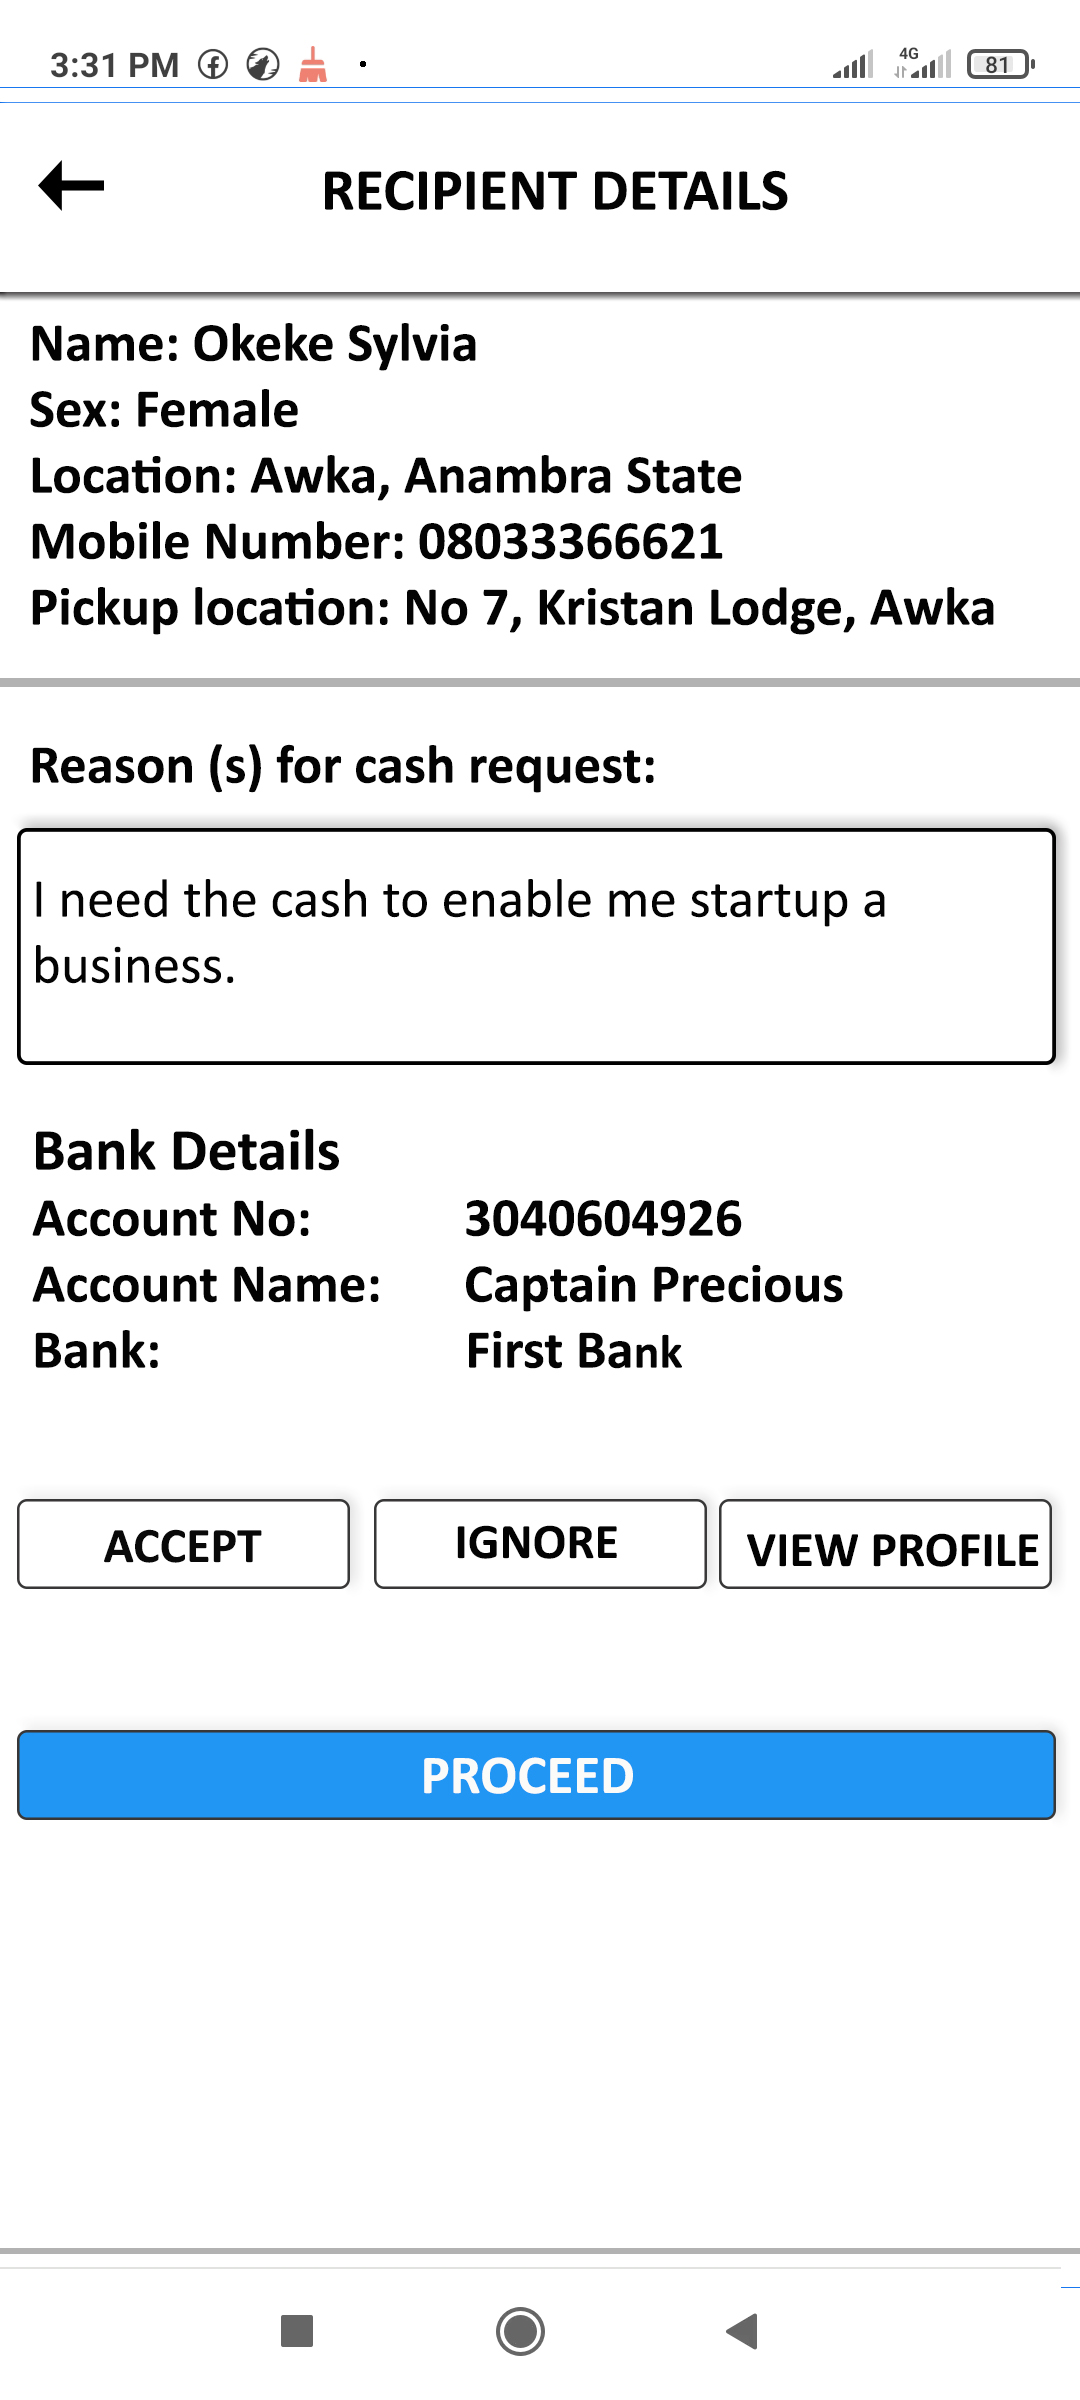 3:31 PM
4G
81
RECIPIENT DETAILS
Name: Okeke Sylvia
Sex: Female
Location: Awka, Anambra State
Mobile Number: 08033366621
Pickup location: No 7, Kristan Lodge, Awka
Reason (s) for cash request:
I need the cash to enable me startup a
business.
Bank Details
Account No: 3040604926
Account Name: Captain Precious
Bank: First Bank
ACCEPT IGNORE VIEW PROFILE
PROCEED